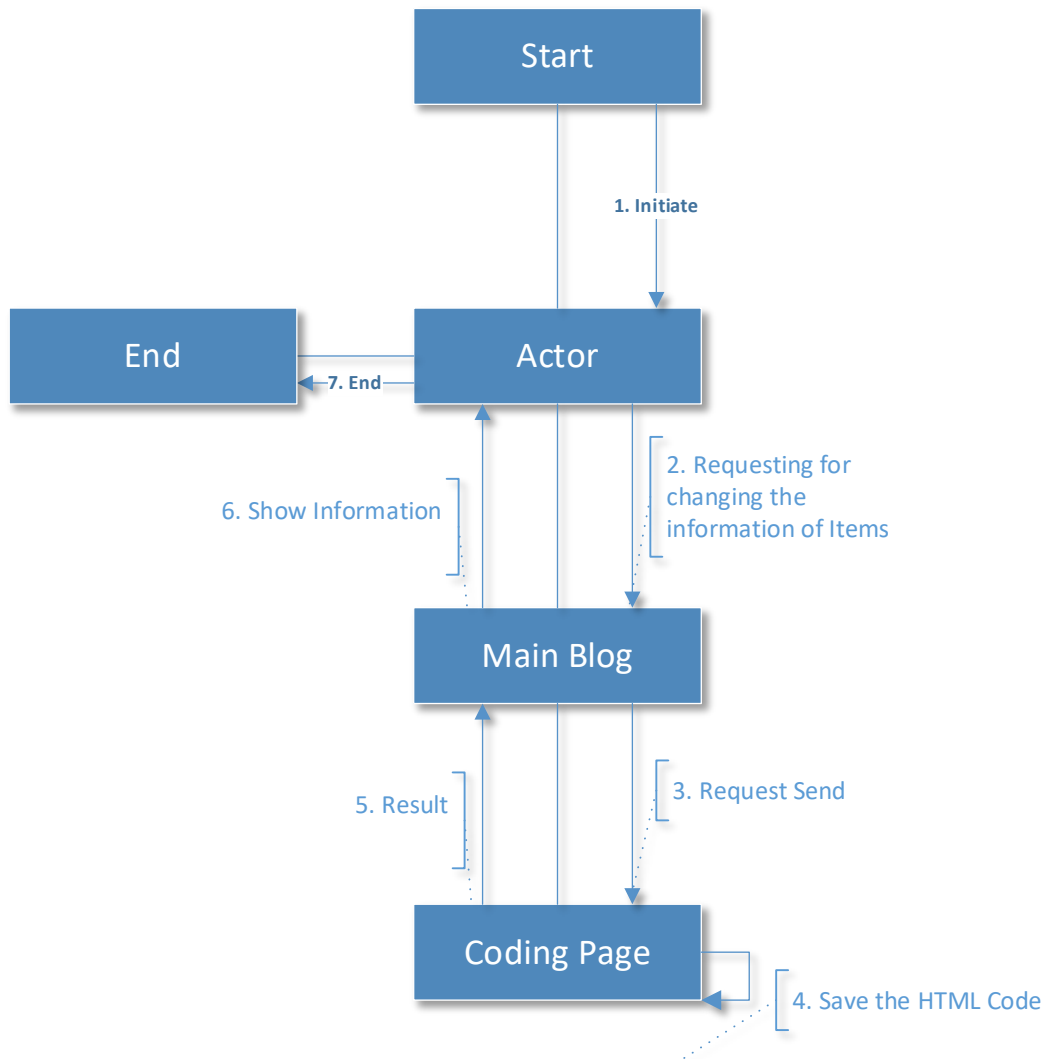 Start
1. Initiate
End
Actor
7. End
2. Requesting for
changing the
information of Items
6. Show Information
Main Blog
3. Request Send
5. Result
Coding Page
4. Save the HTML Code